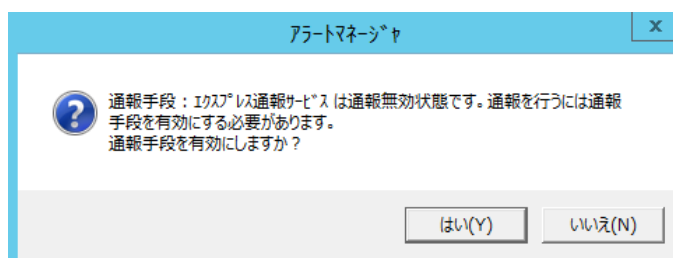 ｱﾗｰﾄﾏﾈｰｼﾞｬ
x
通報手段：ｴｸｽﾌﾟﾚｽ通報ｻｰﾋﾞｽ は通報無効状態です。通報を行うには通報
手段を有効にする必要があります。
通報手段を有効にしますか？
はい(Y)
いいえ(N)